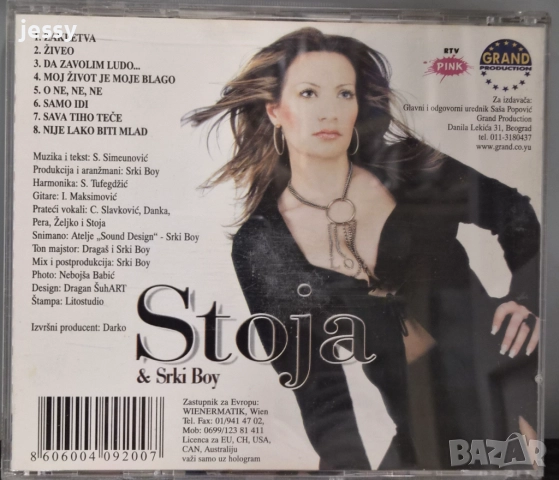 jessy
1. ZAKLETVA
2. ŽIVEO
3. DA ZAVOLIM LUDO...
4. MOJ ŽIVOT JE MOJE BLAGO
5. O NE, NE, NE
6. SAMO IDI
7. SAVA TIHO TEČE
8. NIJE LAKO BITI MLAD
Muzika i tekst: S. Simeunović
Produkcija i aranžmani: Srki Boy
Harmonika: S. Tufegdžić
Gitare: I. Maksimović
Prateći vokali: C. Slavković, Danka,
Pera, Željko i Stoja
Snimano: Atelje „Sound Design" - Srki Boy
Ton majstor: Dragaš i Srki Boy
Mix i postprodukcija: Srki Boy
Photo: Nebojša Babić
Design: Dragan ŠuhART
Štampa: Litostudio
Izvršni producent: Darko
RTV
PINK
GRAND
PRODUCTION
Za izdavača:
Glavni i odgovorni urednik Saša Popović
Grand Production
Danila Lekića 31, Beograd
tel. 011-3180437
www.grand.co.yu
Stoja
& Srki Boy
Zastupnik za Evropu:
WIENERMATIK, Wien
Tel. Fax: 01/941 47 02,
Mob: 0699/123 81 411
Licenca za EU, CH, USA,
CAN, Australiju
važi samo uz hologram
8 606004 092007
BAZAR